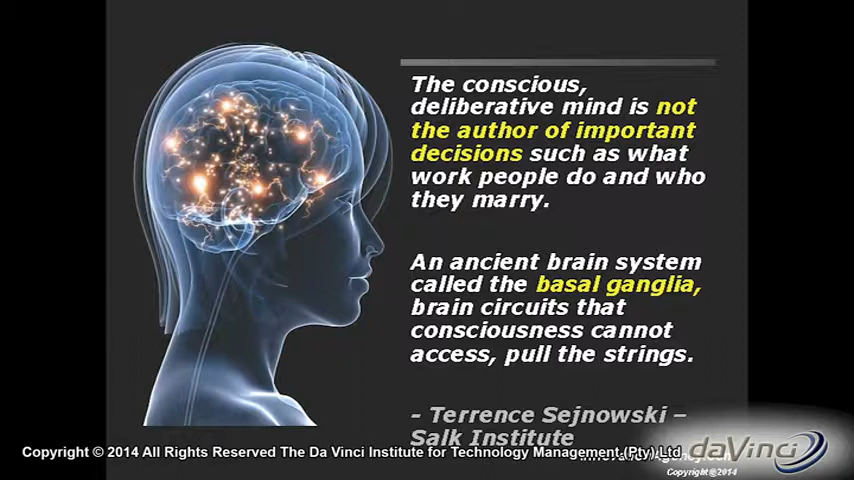 The conscious,
deliberative mind is not
the author of important
decisions such as what
work people do and who
they marry.
An ancient brain system
called the basal ganglia,
brain circuits that
consciousness cannot
access, pull the strings.
- Terrence Sejnowski –
Salk Institute
Copyright © 2014 All Rights Reserved The Da Vinci Institute for Technology Management (Pty) Ltd
daVinci
Copyright@2014